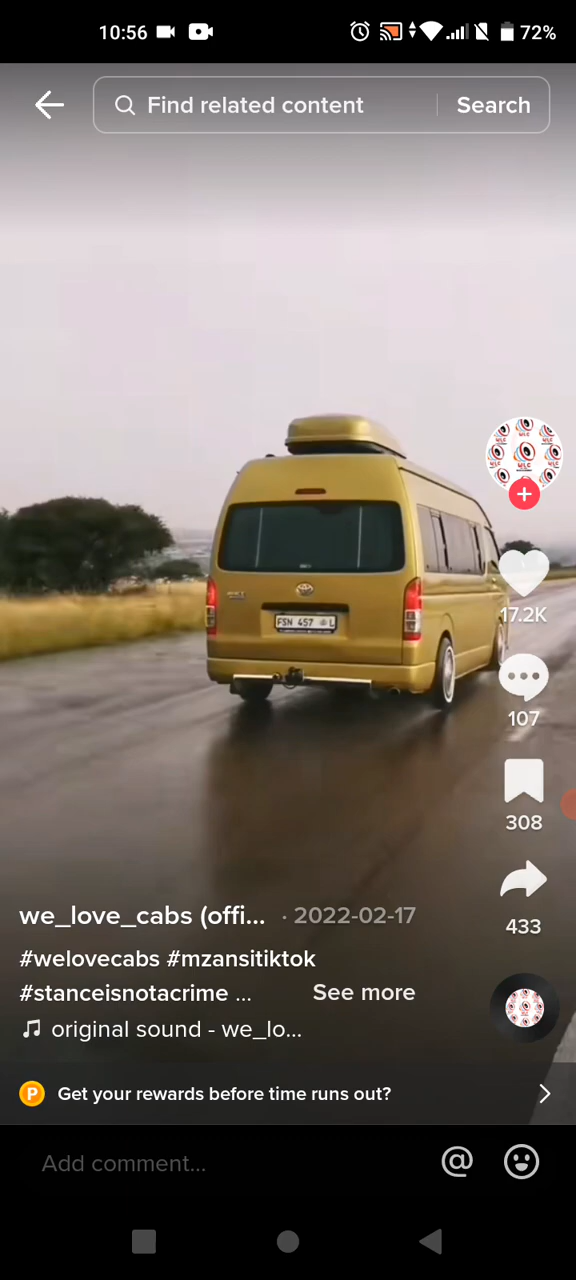 10:56
72%
Find related content
Search
WLC
FSN 457 L
17.2K
107
308
433
we_love_cabs (offi... · 2022-02-17
#welovecabs #mzansitiktok
#stanceisnotacrime ... See more
original sound - we_lo...
P Get your rewards before time runs out?
Add comment...
@